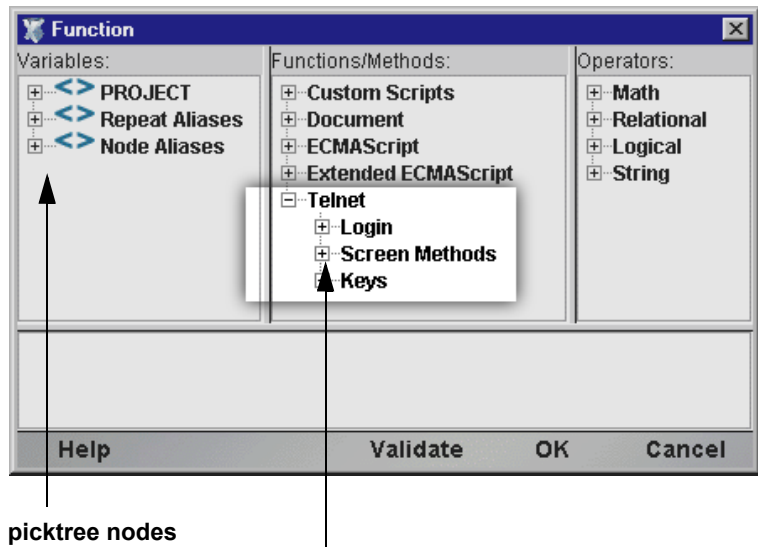 Function
Variables:
PROJECT
Repeat Aliases
Node Aliases
Functions/Methods:
Custom Scripts
Document
ECMAScript
Extended ECMAScript
Telnet
Login
Screen Methods
Keys
Operators:
Math
Relational
Logical
String
Help
Validate
OK
Cancel
picktree nodes